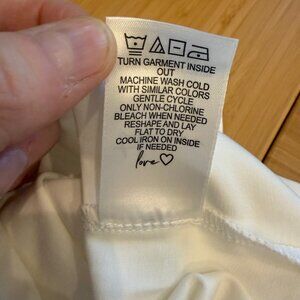 TURN GARMENT INSIDE
OUT
MACHINE WASH COLD
WITH SIMILAR COLORS
GENTLE CYCLE
ONLY NON-CHLORINE
BLEACH WHEN NEEDED
RESHAPE AND LAY
FLAT TO DRY
COOL IRON ON INSIDE
IF NEEDED
love♡